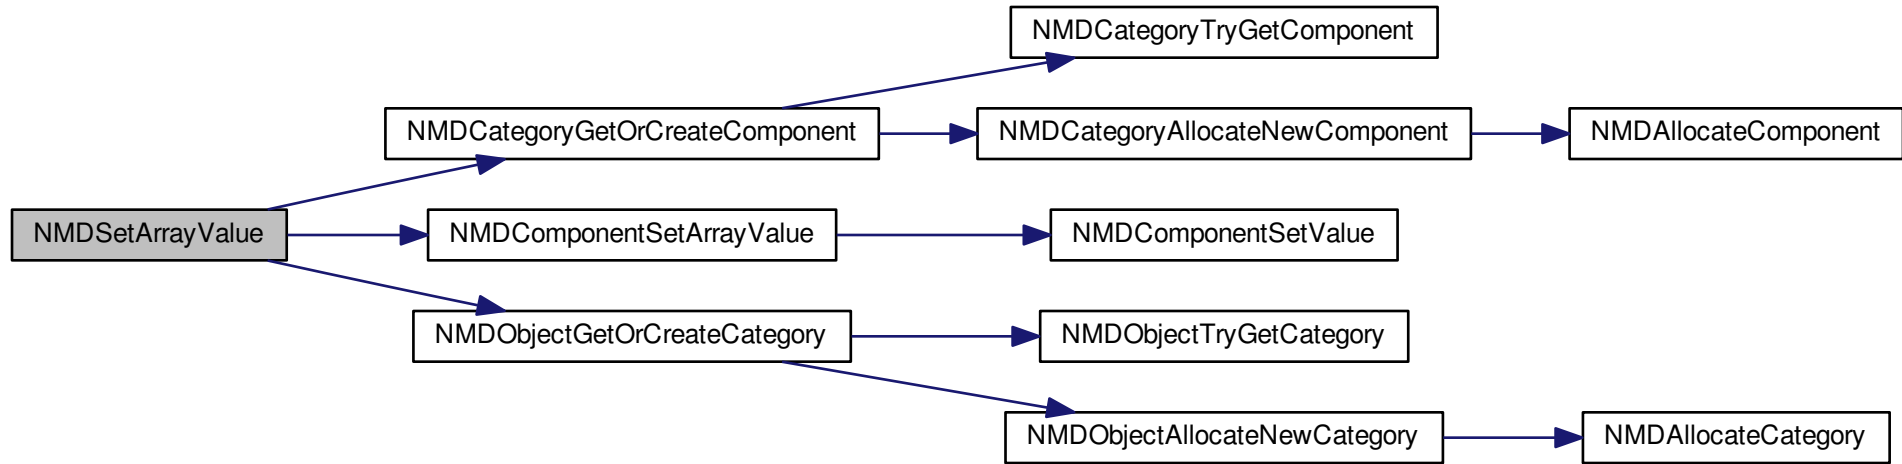 NMDCategoryTryGetComponent
NMDCategoryGetOrCreateComponent
NMDCategoryAllocateNewComponent
NMDAllocateComponent
NMDSetArrayValue
NMDComponentSetArrayValue
NMDComponentSetValue
NMDObjectGetOrCreateCategory
NMDObjectTryGetCategory
NMDObjectAllocateNewCategory
NMDAllocateCategory